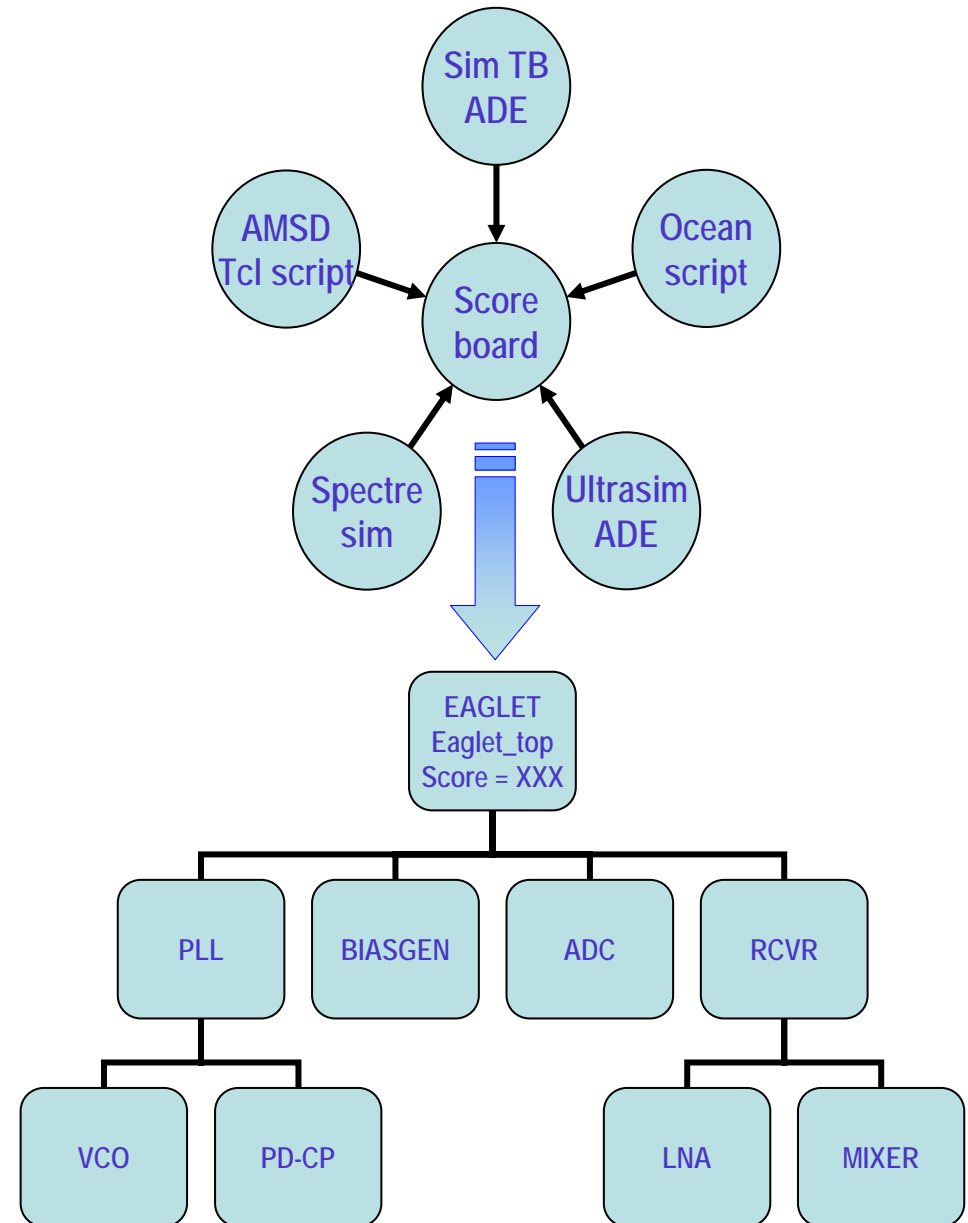 Sim TB
ADE
AMSD
Tcl script
Ocean
script
Score
board
Spectre
sim
Ultrasim
ADE
EAGLET
Eaglet_top
Score = XXX
PLL
BIASGEN
ADC
RCVR
VCO
PD-CP
LNA
MIXER